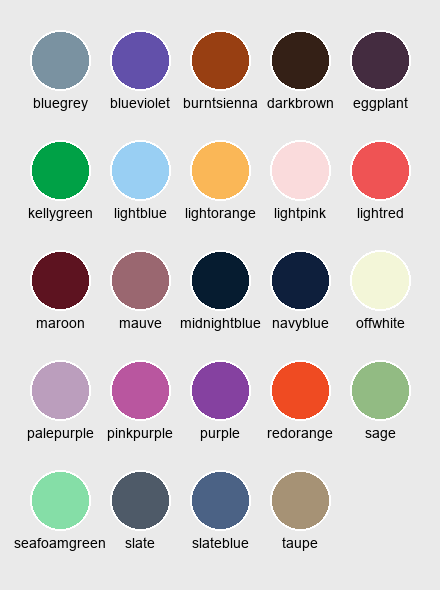 bluegrey blueviolet burntsienna darkbrown eggplant
kellygreen lightblue lightorange lightpink lightred
maroon mauve midnightblue navyblue offwhite
palepurple pinkpurple purple redorange sage
seafoamgreen slate slateblue taupe